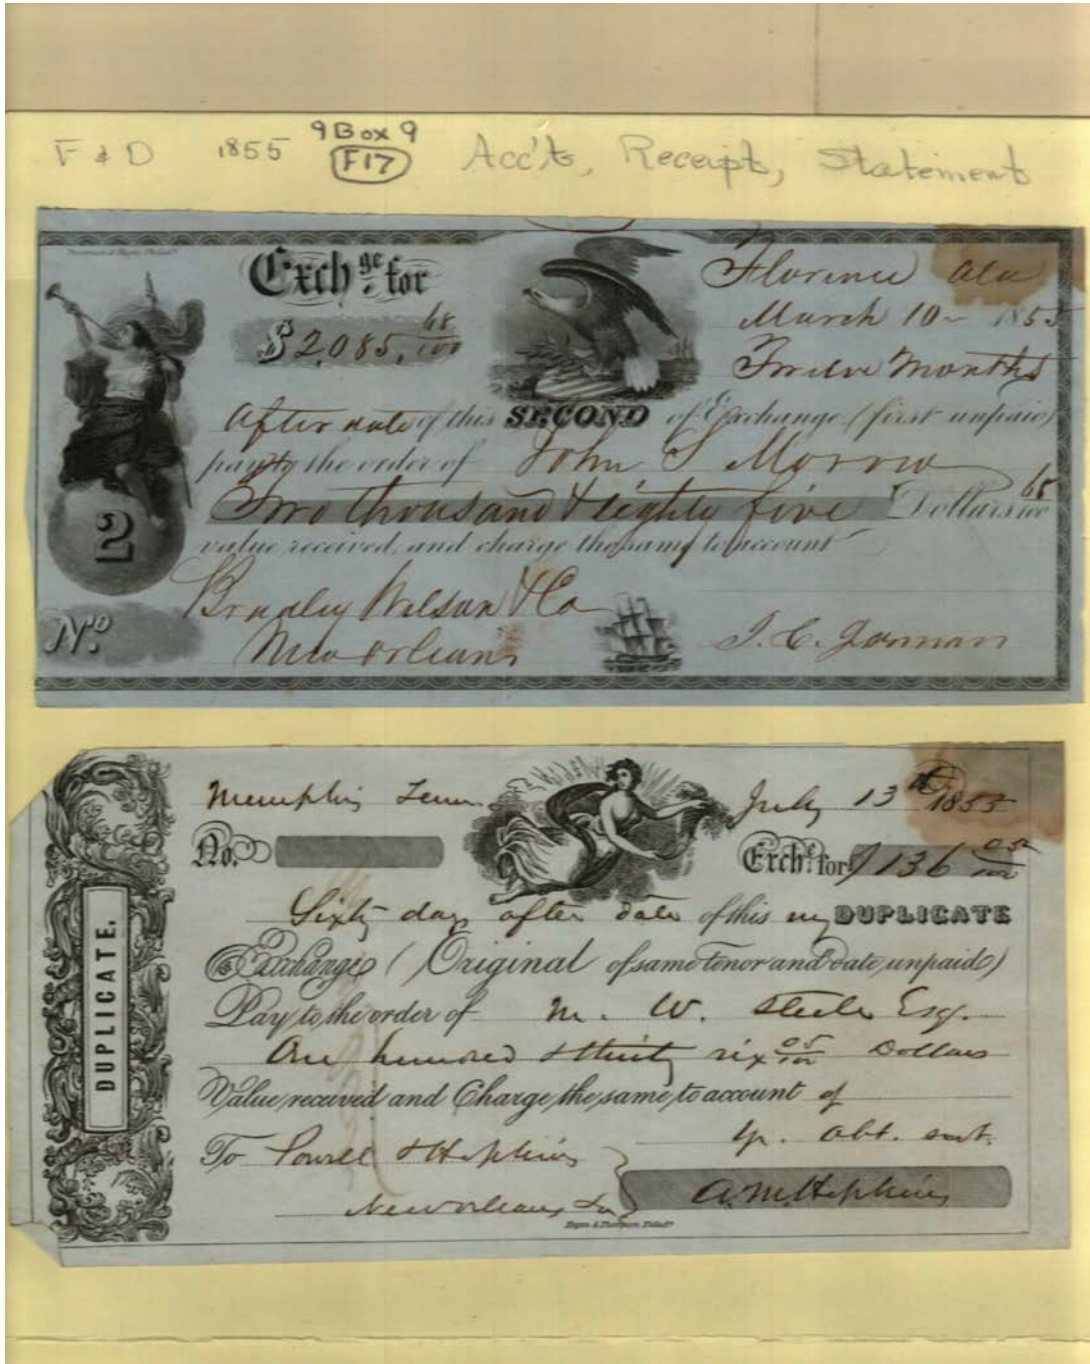 9 Box 9
F & D 1855 F17 Acc'ts, Receipt, Statement
Exchge. for
Florence Ala
$2,085, 68/100
March 10 - 1855
Twelve Months
After date of this SECOND of Exchange (first unpaid)
pay to the order of John S Morrow
Two thousand & eighty five Dollars 68/100
value received, and charge the same to account
2
Bradley Wilson & Co
No.
New Orleans
Memphis Tenn.
July 13th 1855
No.
Exche. for $136 05/100
Sixty days after date of this my DUPLICATE
Exchange (Original of same tenor and date, unpaid)
Pay to the order of M. W. Steele Esq.
One hundred & thirty six 05/100 Dollars
Value received and Charge the same to account of
Yr. Obt. Svt.
To Powell & Hopkins
A. M. Hopkins
New Orleans La
DUPLICATE.